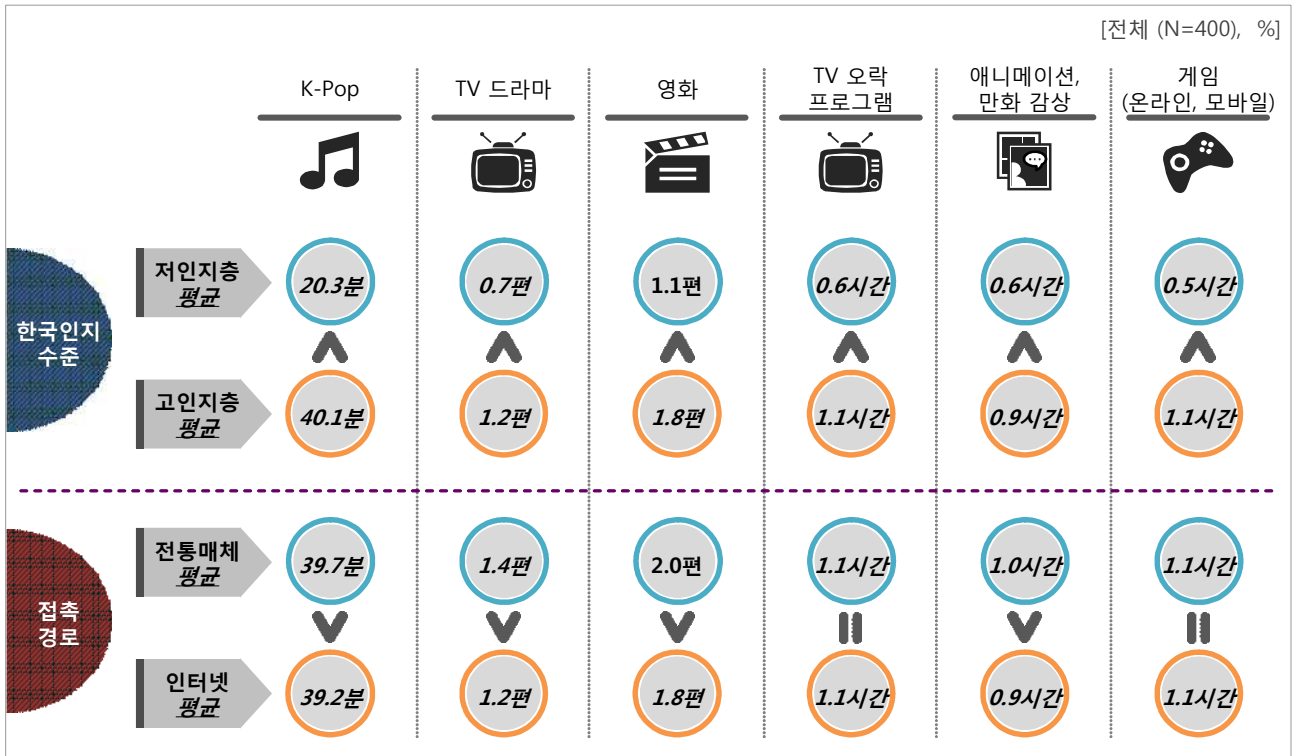 [전체 (N=400), %]
K-Pop
TV 드라마
영화
TV 오락
프로그램
애니메이션,
만화 감상
게임
(온라인, 모바일)
한국인지
수준
저인지층
평균
20.3분
0.7편
1.1편
0.6시간
0.6시간
0.5시간
고인지층
평균
40.1분
1.2편
1.8편
1.1시간
0.9시간
1.1시간
접촉
경로
전통매체
평균
39.7분
1.4편
2.0편
1.1시간
1.0시간
1.1시간
인터넷
평균
39.2분
1.2편
1.8편
1.1시간
0.9시간
1.1시간